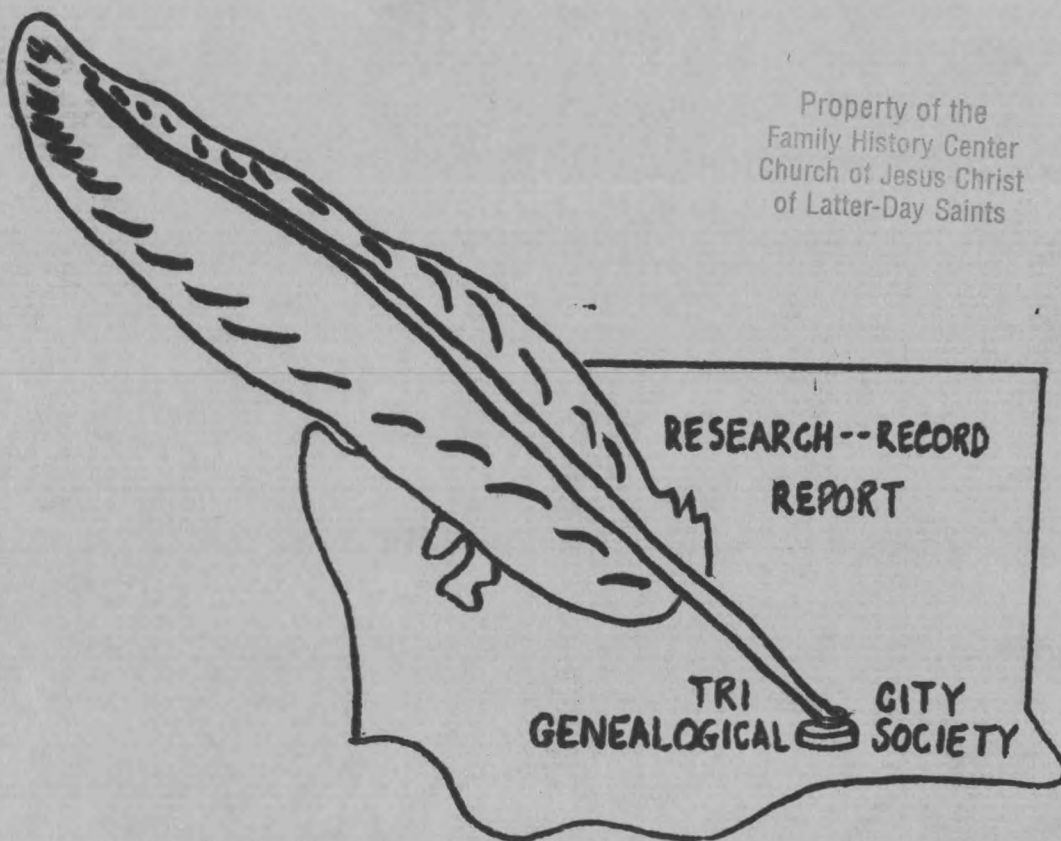 Property of the
Family History Center
Church of Jesus Christ
of Latter-Day Saints
RESEARCH--RECORD
REPORT
TRI CITY
GENEALOGICAL SOCIETY